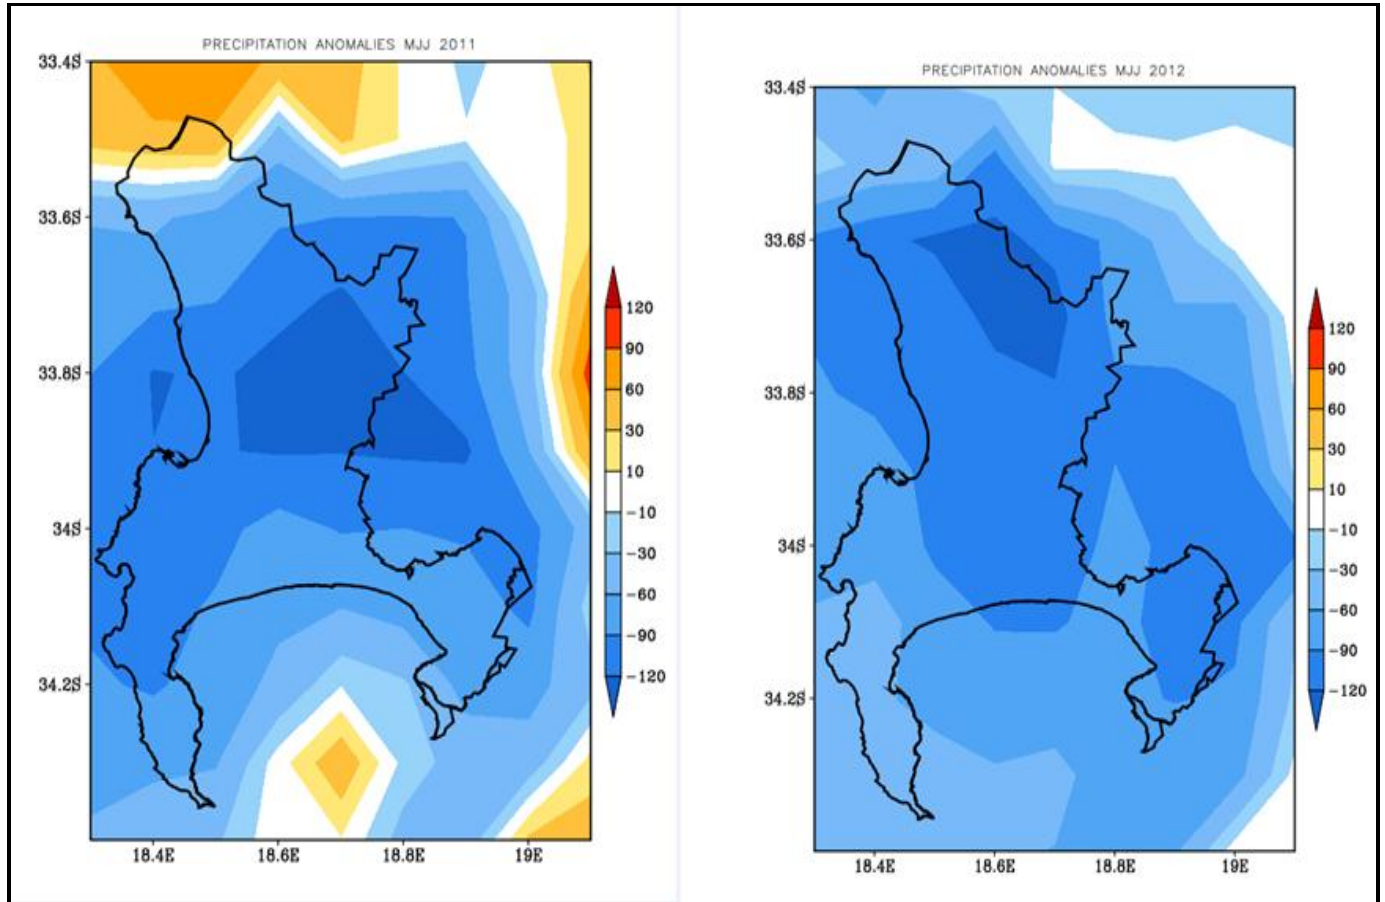 PRECIPITATION ANOMALIES MJJ 2011
33.4S
33.6S
33.8S
34S
34.2S
18.4E
18.6E
18.8E
19E
120
90
60
30
10
-10
-30
-60
-90
-120
PRECIPITATION ANOMALIES MJJ 2012
33.4S
33.6S
33.8S
34S
34.2S
18.4E
18.6E
18.8E
19E
120
90
60
30
10
-10
-30
-60
-90
-120